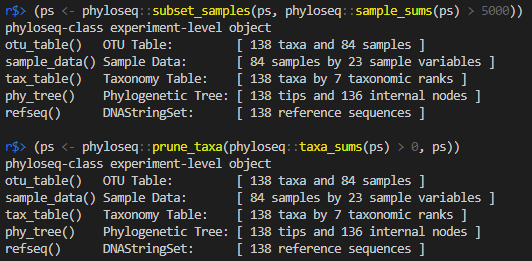 r$> (ps <- phyloseq::subset_samples(ps, phyloseq::sample_sums(ps) > 5000))
phyloseq-class experiment-level object
otu_table()   OTU Table:         [ 138 taxa and 84 samples ]
sample_data() Sample Data:       [ 84 samples by 23 sample variables ]
tax_table()   Taxonomy Table:    [ 138 taxa by 7 taxonomic ranks ]
phy_tree()    Phylogenetic Tree: [ 138 tips and 136 internal nodes ]
refseq()      DNAStringSet:      [ 138 reference sequences ]

r$> (ps <- phyloseq::prune_taxa(phyloseq::taxa_sums(ps) > 0, ps))
phyloseq-class experiment-level object
otu_table()   OTU Table:         [ 138 taxa and 84 samples ]
sample_data() Sample Data:       [ 84 samples by 23 sample variables ]
tax_table()   Taxonomy Table:    [ 138 taxa by 7 taxonomic ranks ]
phy_tree()    Phylogenetic Tree: [ 138 tips and 136 internal nodes ]
refseq()      DNAStringSet:      [ 138 reference sequences ]